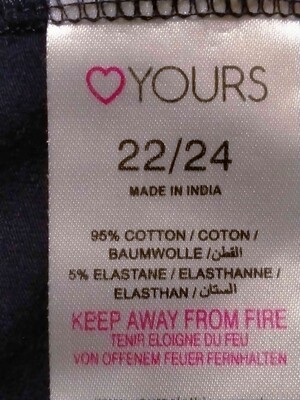 YOURS
22/24
MADE IN INDIA
95% COTTON / COTON /
BAUMWOLLE / القطن
5% ELASTANE / ELASTHANNE /
ELASTHAN / الستان
KEEP AWAY FROM FIRE
TENIR ELOIGNE DU FEU
VON OFFENEM FEUER FERNHALTEN